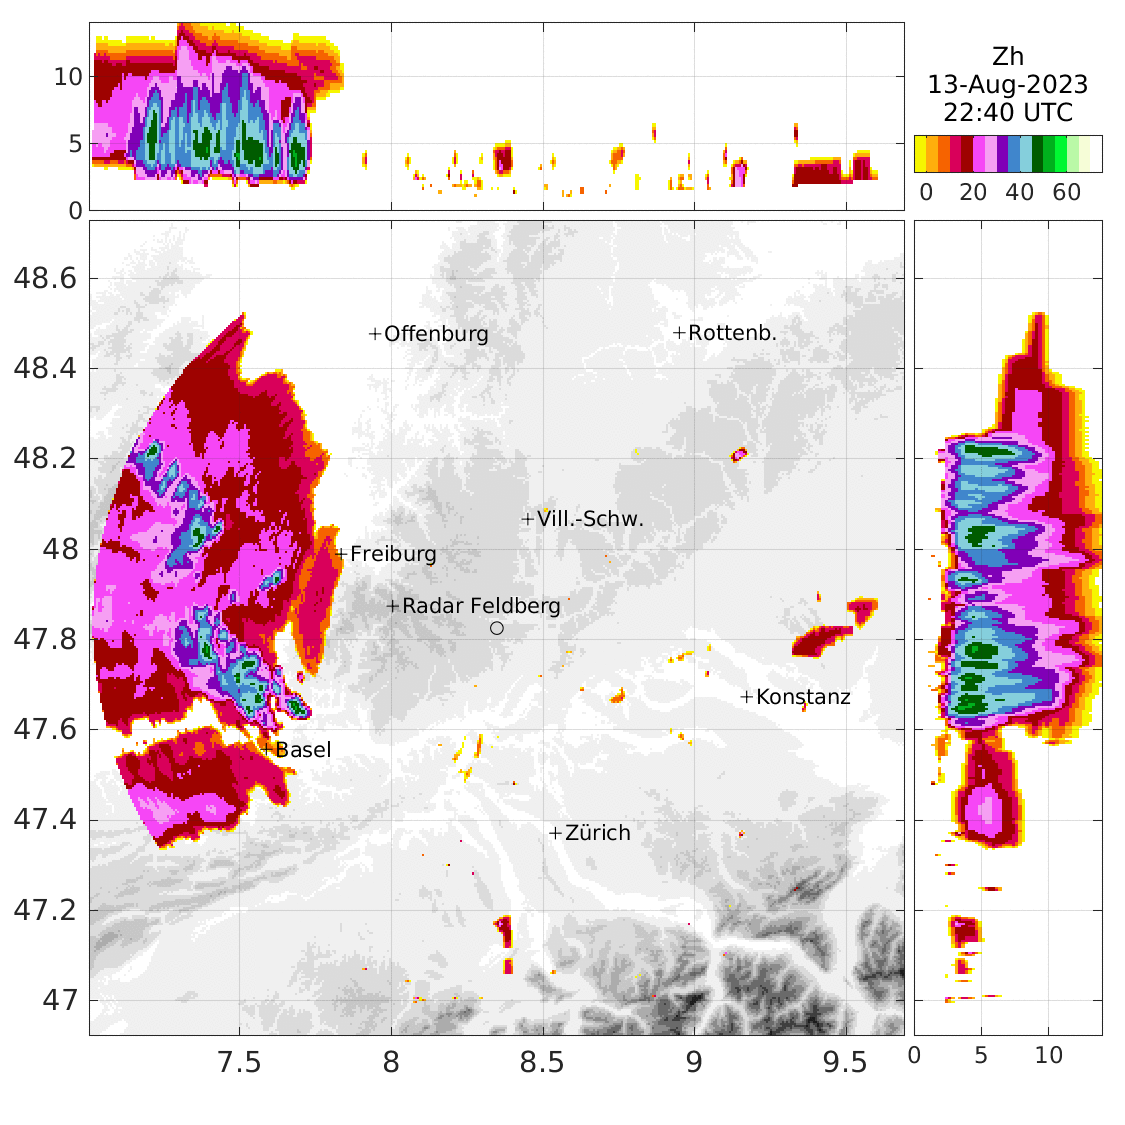 Zh
13-Aug-2023
22:40 UTC
0 20 40 60
10
5
0
48.6
48.4
48.2
48
47.8
47.6
47.4
47.2
47
Offenburg
Rottenb.
Vill.-Schw.
Freiburg
Radar Feldberg
Konstanz
Basel
Zürich
7.5 8 8.5 9 9.5
0 5 10